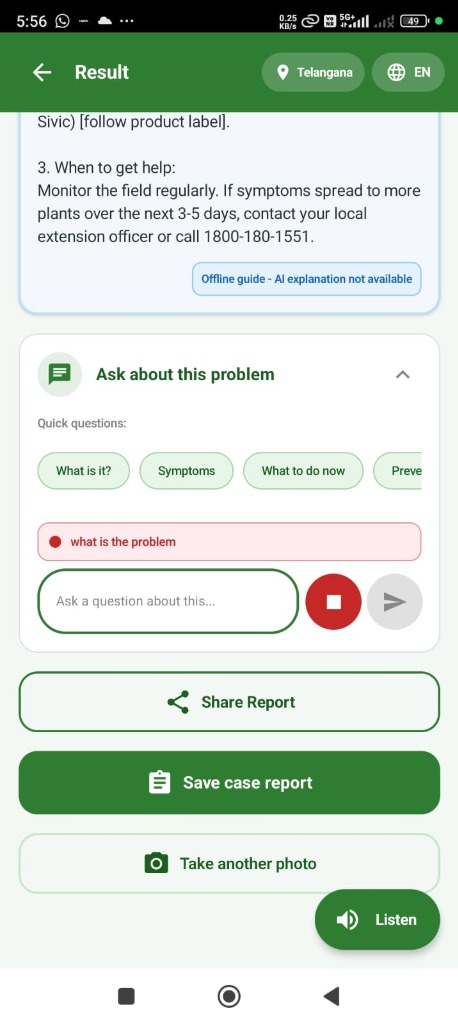 5:56
0.25 KB/s
5G+
49
Result
Telangana
EN
Sivic) [follow product label].
3. When to get help:
Monitor the field regularly. If symptoms spread to more
plants over the next 3-5 days, contact your local
extension officer or call 1800-180-1551.
Offline guide - AI explanation not available
Ask about this problem
Quick questions:
What is it?
Symptoms
What to do now
Preve
what is the problem
Ask a question about this...
Share Report
Save case report
Take another photo
Listen